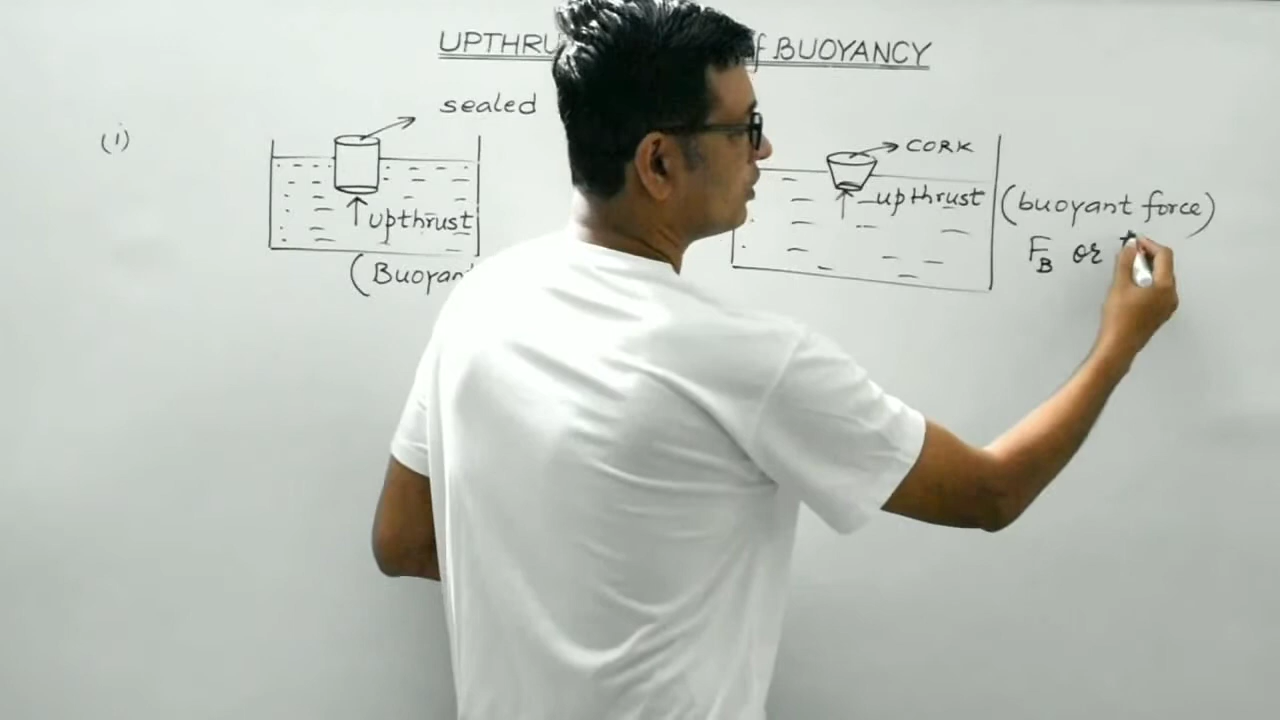 UPTHRU f BUOYANCY
sealed
(i)
CORK
upthrust
upthrust (buoyant force)
(Buoyan
F_B or